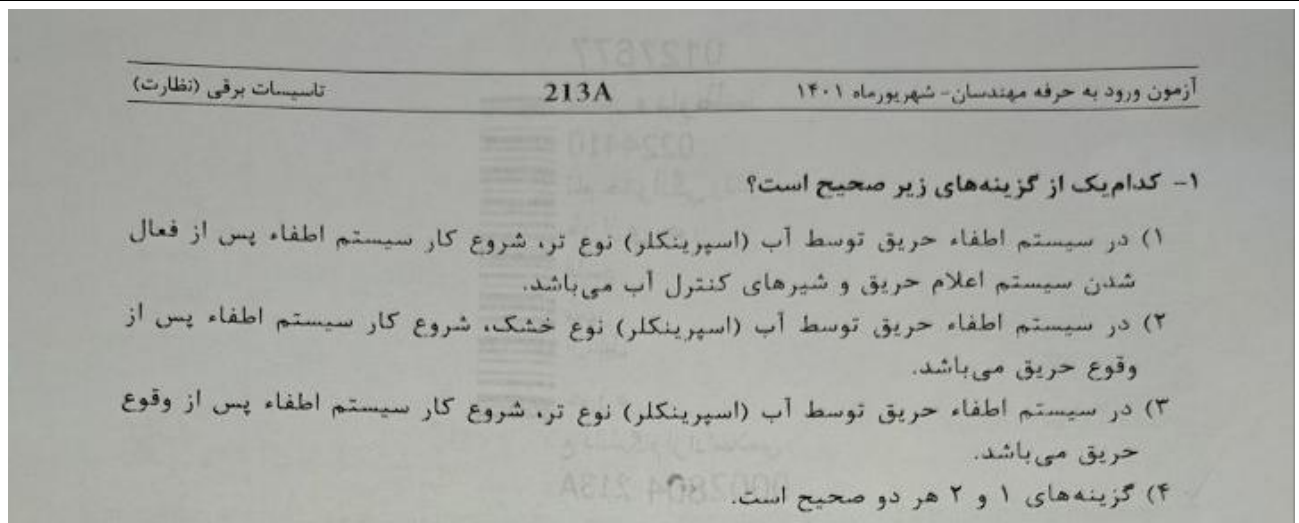 آزمون ورود به حرفه مهندسان- شهریورماه ۱۴۰۱ 213A تاسیسات برقی (نظارت)
۱- کدام‌یک از گزینه‌های زیر صحیح است؟
۱) در سیستم اطفاء حریق توسط آب (اسپرینکلر) نوع تر، شروع کار سیستم اطفاء پس از فعال
شدن سیستم اعلام حریق و شیرهای کنترل آب می‌باشد.
۲) در سیستم اطفاء حریق توسط آب (اسپرینکلر) نوع خشک، شروع کار سیستم اطفاء پس از
وقوع حریق می‌باشد.
۳) در سیستم اطفاء حریق توسط آب (اسپرینکلر) نوع تر، شروع کار سیستم اطفاء پس از وقوع
حریق می‌باشد.
۴) گزینه‌های ۱ و ۲ هر دو صحیح است.